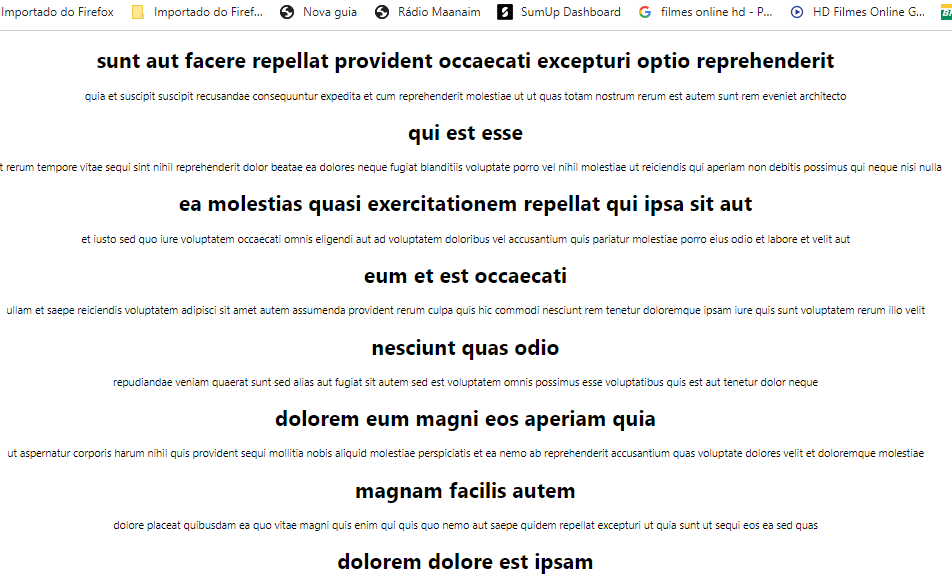 Importado do Firefox Importado do Firef... Nova guia Rádio Maanaim SumUp Dashboard filmes online hd - P... HD Filmes Online G...
sunt aut facere repellat provident occaecati excepturi optio reprehenderit
quia et suscipit suscipit recusandae consequuntur expedita et cum reprehenderit molestiae ut ut quas totam nostrum rerum est autem sunt rem eveniet architecto
qui est esse
t rerum tempore vitae sequi sint nihil reprehenderit dolor beatae ea dolores neque fugiat blanditiis voluptate porro vel nihil molestiae ut reiciendis qui aperiam non debitis possimus qui neque nisi nulla
ea molestias quasi exercitationem repellat qui ipsa sit aut
et iusto sed quo iure voluptatem occaecati omnis eligendi aut ad voluptatem doloribus vel accusantium quis pariatur molestiae porro eius odio et labore et velit aut
eum et est occaecati
ullam et saepe reiciendis voluptatem adipisci sit amet autem assumenda provident rerum culpa quis hic commodi nesciunt rem tenetur doloremque ipsam iure quis sunt voluptatem rerum illo velit
nesciunt quas odio
repudiandae veniam quaerat sunt sed alias aut fugiat sit autem sed est voluptatem omnis possimus esse voluptatibus quis est aut tenetur dolor neque
dolorem eum magni eos aperiam quia
ut aspernatur corporis harum nihil quis provident sequi mollitia nobis aliquid molestiae perspiciatis et ea nemo ab reprehenderit accusantium quas voluptate dolores velit et doloremque molestiae
magnam facilis autem
dolore placeat quibusdam ea quo vitae magni quis enim qui quis quo nemo aut saepe quidem repellat excepturi ut quia sunt ut sequi eos ea sed quas
dolorem dolore est ipsam